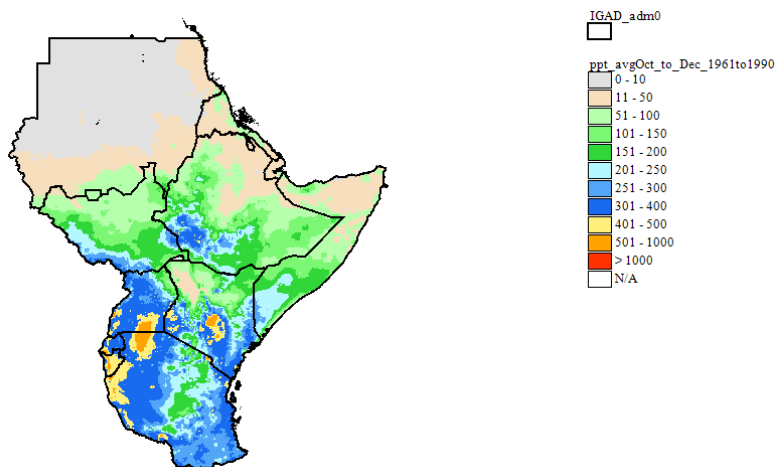 IGAD_adm0
ppt_avgOct_to_Dec_1961to1990
0 - 10
11 - 50
51 - 100
101 - 150
151 - 200
201 - 250
251 - 300
301 - 400
401 - 500
501 - 1000
> 1000
N/A